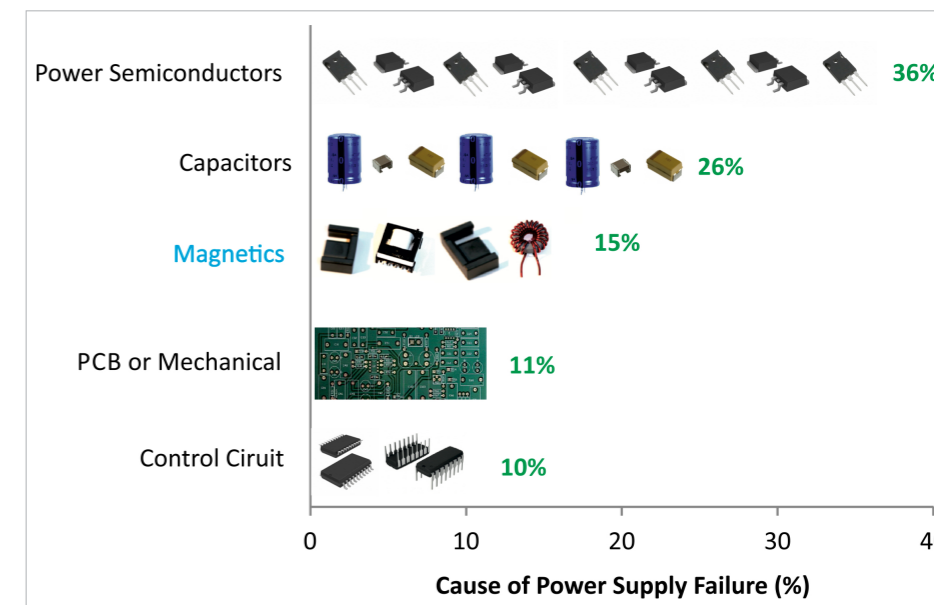 Power Semiconductors 36%
Capacitors 26%
Magnetics 15%
PCB or Mechanical 11%
Control Ciruit 10%
0 10 20 30 4
Cause of Power Supply Failure (%)